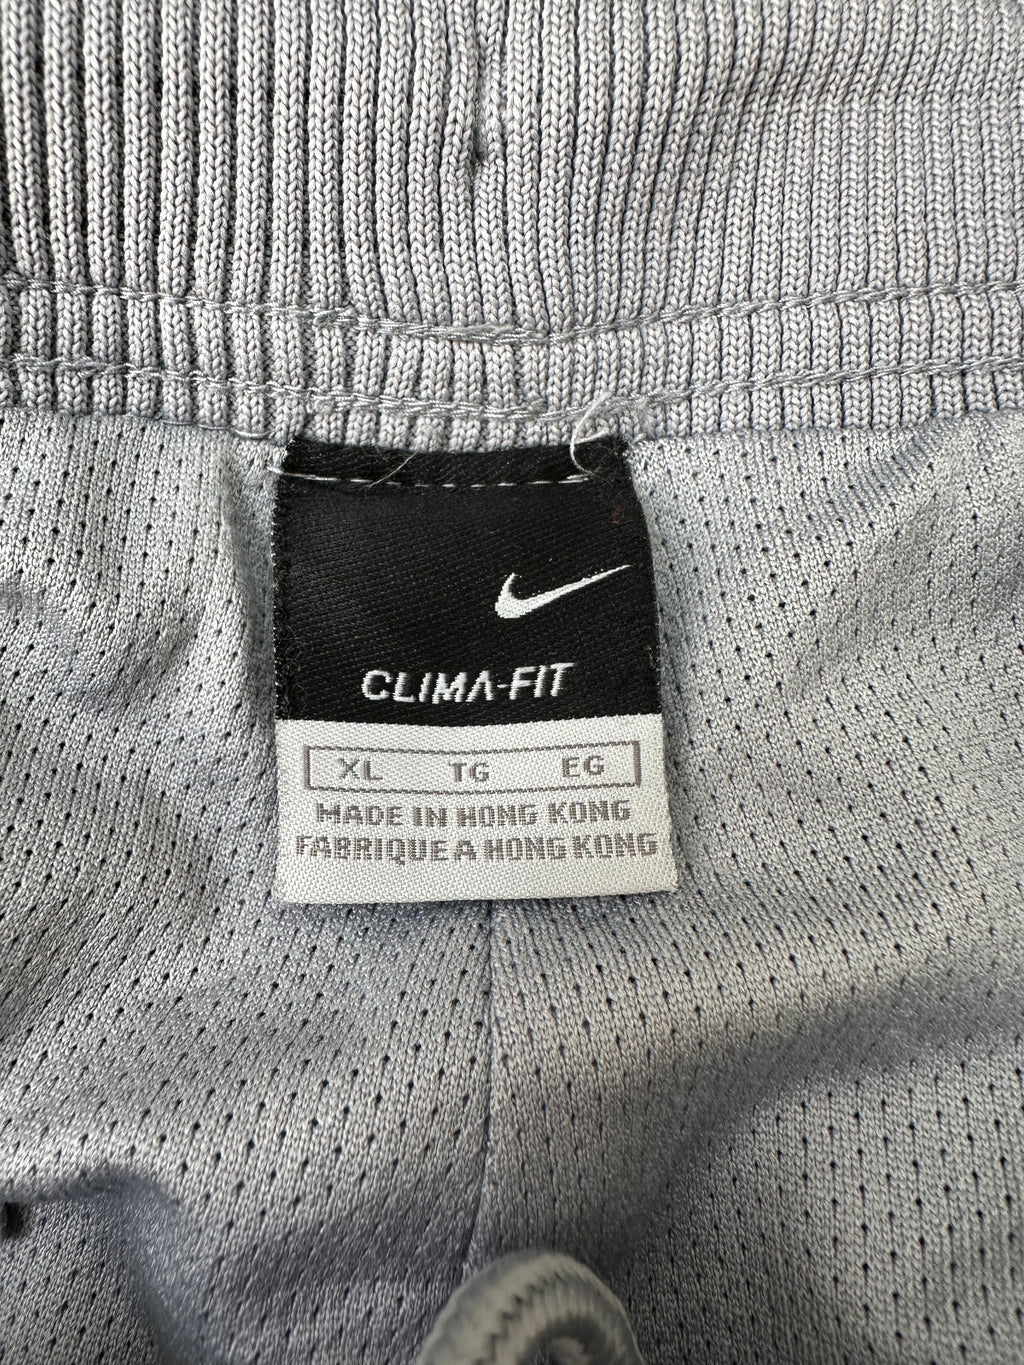 CLIMA-FIT
XL TG EG
MADE IN HONG KONG
FABRIQUE A HONG KONG